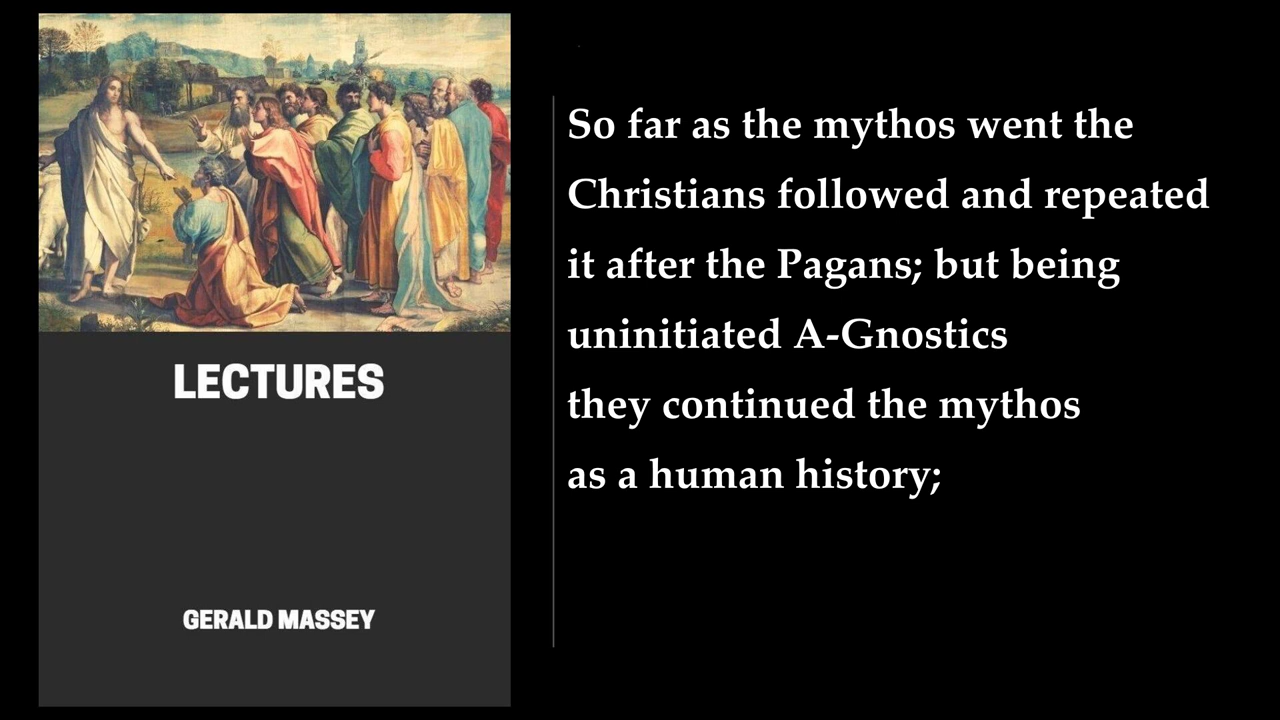 LECTURES
GERALD MASSEY
So far as the mythos went the
Christians followed and repeated
it after the Pagans; but being
uninitiated A-Gnostics
they continued the mythos
as a human history;